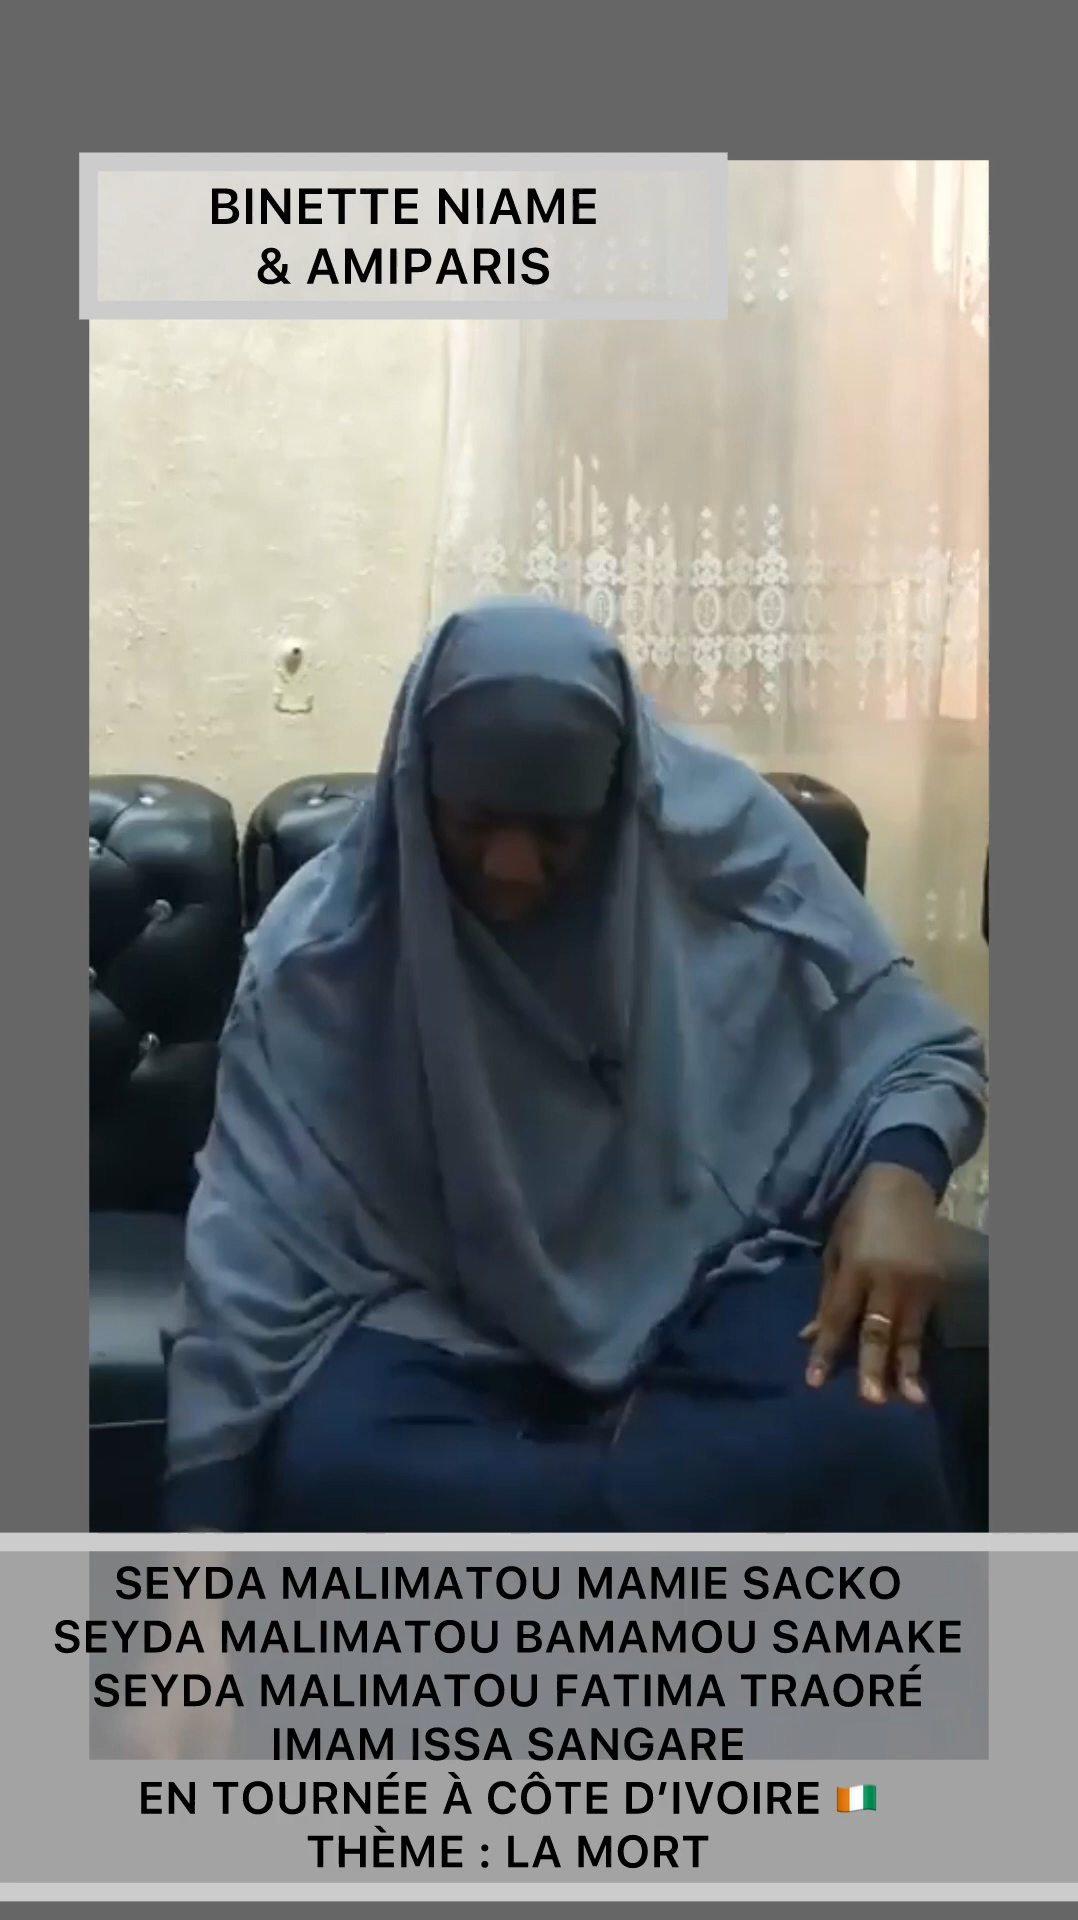 BINETTE NIAME
& AMIPARIS
SEYDA MALIMATOU MAMIE SACKO
SEYDA MALIMATOU BAMAMOU SAMAKE
SEYDA MALIMATOU FATIMA TRAORÉ
IMAM ISSA SANGARE
EN TOURNÉE À CÔTE D’IVOIRE 🇨🇮
THÈME : LA MORT